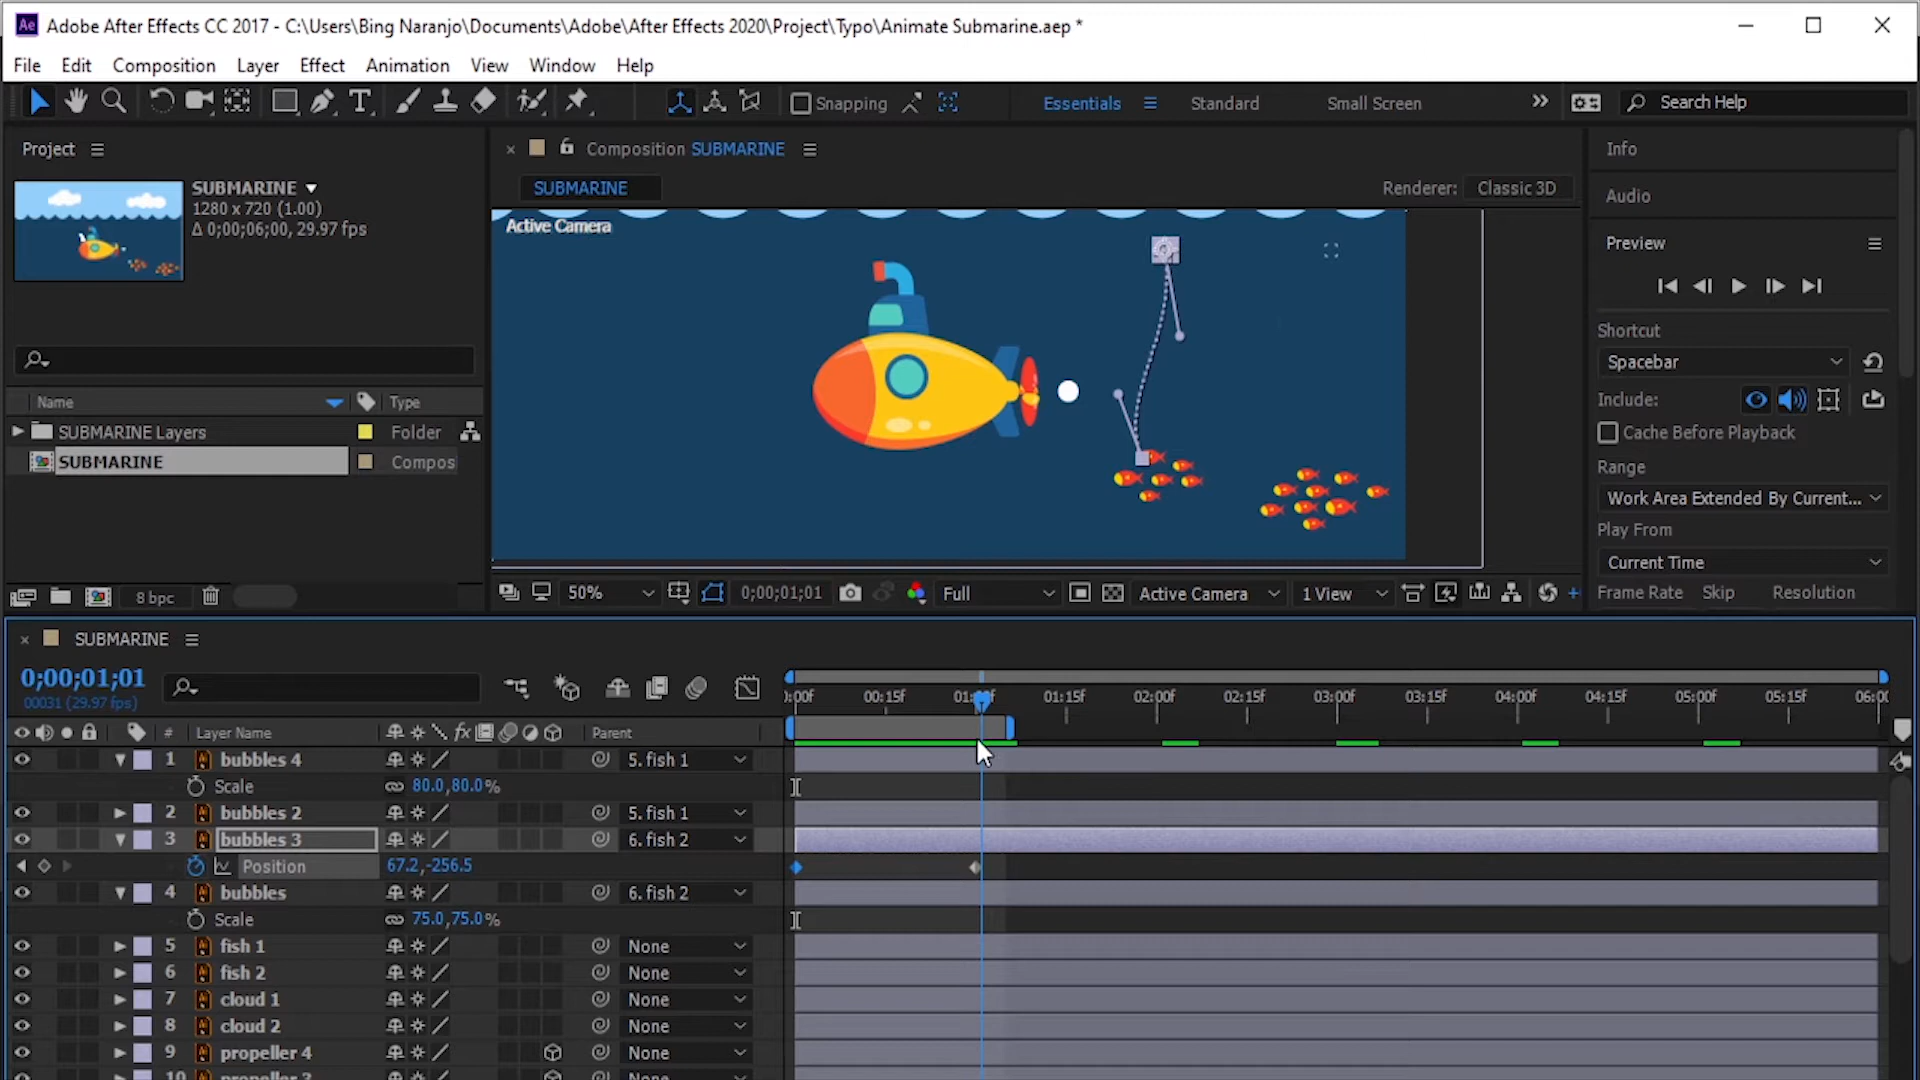 Adobe After Effects CC 2017 - C:\Users\Bing Naranjo\Documents\Adobe\After Effects 2020\Project\Typo\Animate Submarine.aep *
File Edit Composition Layer Effect Animation View Window Help
Snapping Essentials Standard Small Screen Search Help
Project
SUBMARINE
1280 x 720 (1.00)
Δ 0;00;06;00, 29.97 fps
Name Type
SUBMARINE Layers Folder
SUBMARINE Compos
8 bpc
Composition SUBMARINE
SUBMARINE Renderer: Classic 3D
Active Camera
50% 0;00;01;01 Full Active Camera 1 View
Info
Audio
Preview
Shortcut
Spacebar
Include:
Cache Before Playback
Range
Work Area Extended By Current...
Play From
Current Time
Frame Rate Skip Resolution
SUBMARINE
0;00;01;01
00031 (29.97 fps)
):00f 00:15f 01:00f 01:15f 02:00f 02:15f 03:00f 03:15f 04:00f 04:15f 05:00f 05:15f 06:00
# Layer Name Parent
1 bubbles 4 5. fish 1
Scale 80.0,80.0%
2 bubbles 2 5. fish 1
3 bubbles 3 6. fish 2
Position 67.2,-256.5
4 bubbles 6. fish 2
Scale 75.0,75.0%
5 fish 1 None
6 fish 2 None
7 cloud 1 None
8 cloud 2 None
9 propeller 4 None
10 propeller 3 None